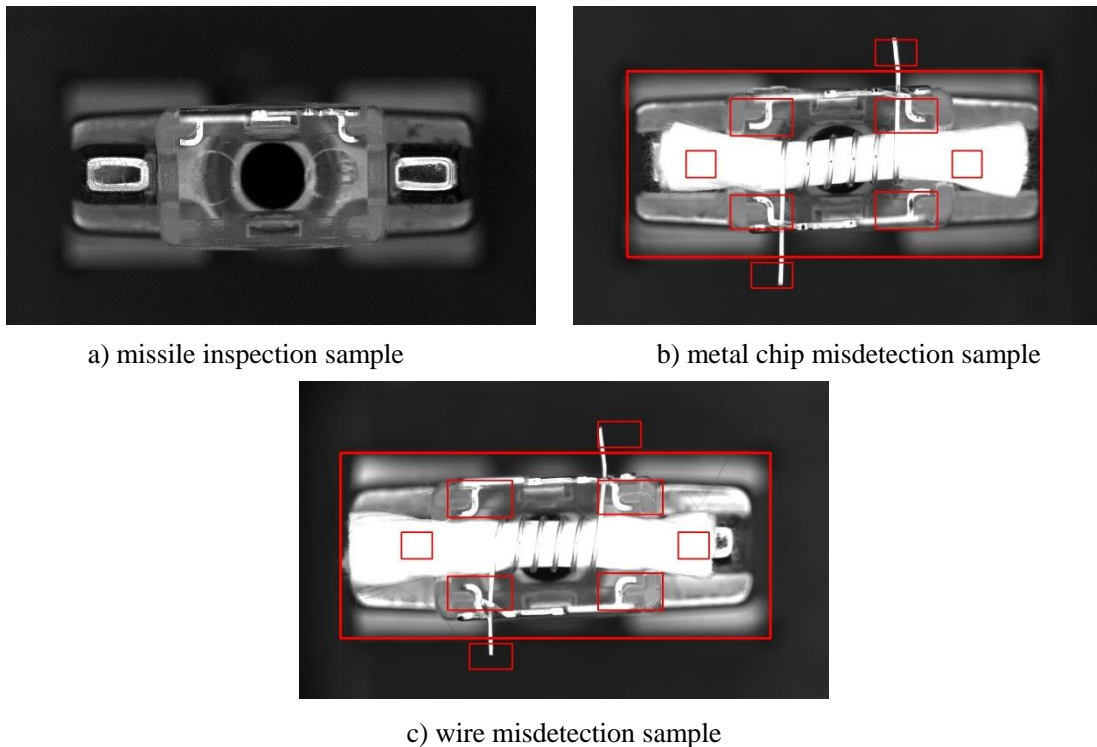 a) missile inspection sample
b) metal chip misdetection sample
c) wire misdetection sample